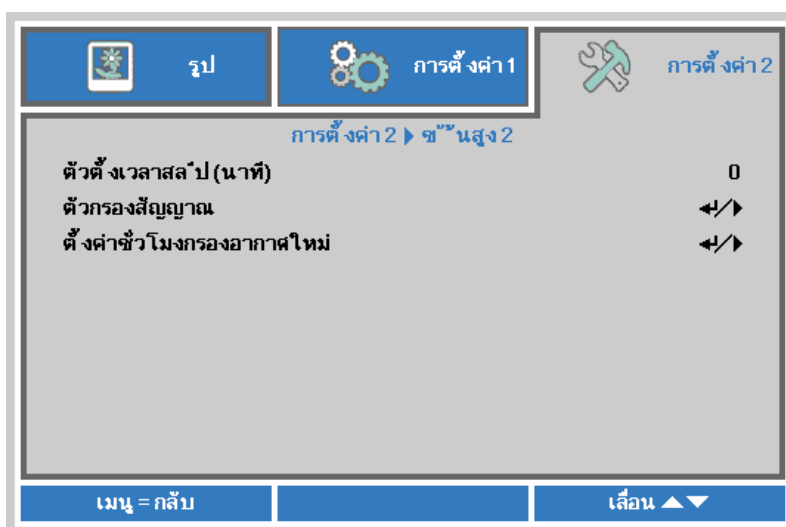 รูป
การตั้งค่า 1
การตั้งค่า 2
การตั้งค่า 2 ▶ ขั้นสูง 2
ตัวตั้งเวลาสลีป (นาที) 0
ตัวกรองสัญญาณ ↵/▶
ตั้งค่าชั่วโมงกรองอากาศใหม่ ↵/▶
เมนู = กลับ
เลื่อน ▲▼